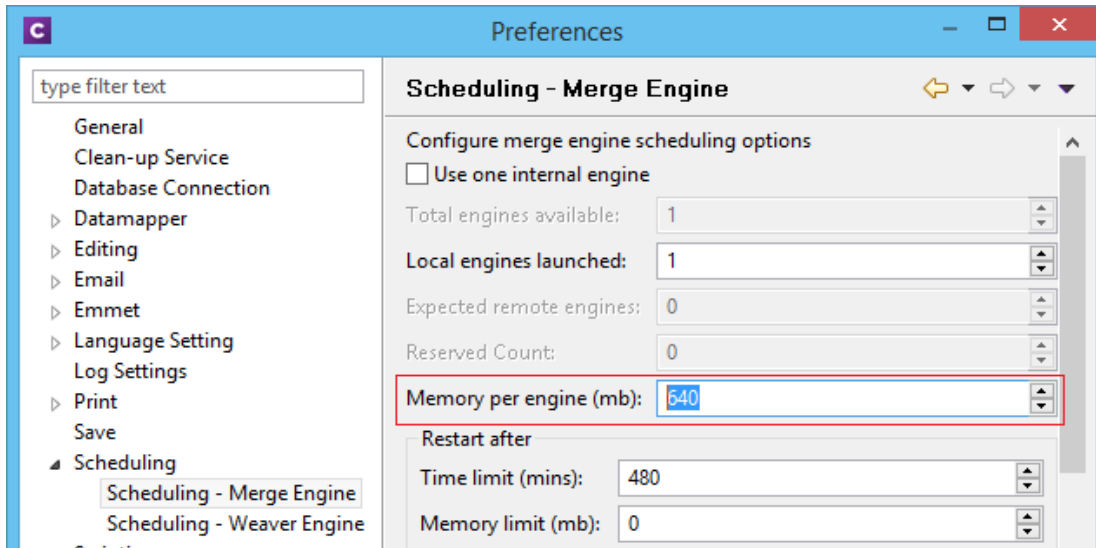 C
Preferences
type filter text
General
Clean-up Service
Database Connection
Datamapper
Editing
Email
Emmet
Language Setting
Log Settings
Print
Save
Scheduling
Scheduling - Merge Engine
Scheduling - Weaver Engine
Scheduling - Merge Engine
Configure merge engine scheduling options
Use one internal engine
Total engines available: 1
Local engines launched: 1
Expected remote engines: 0
Reserved Count: 0
Memory per engine (mb): 640
Restart after
Time limit (mins): 480
Memory limit (mb): 0